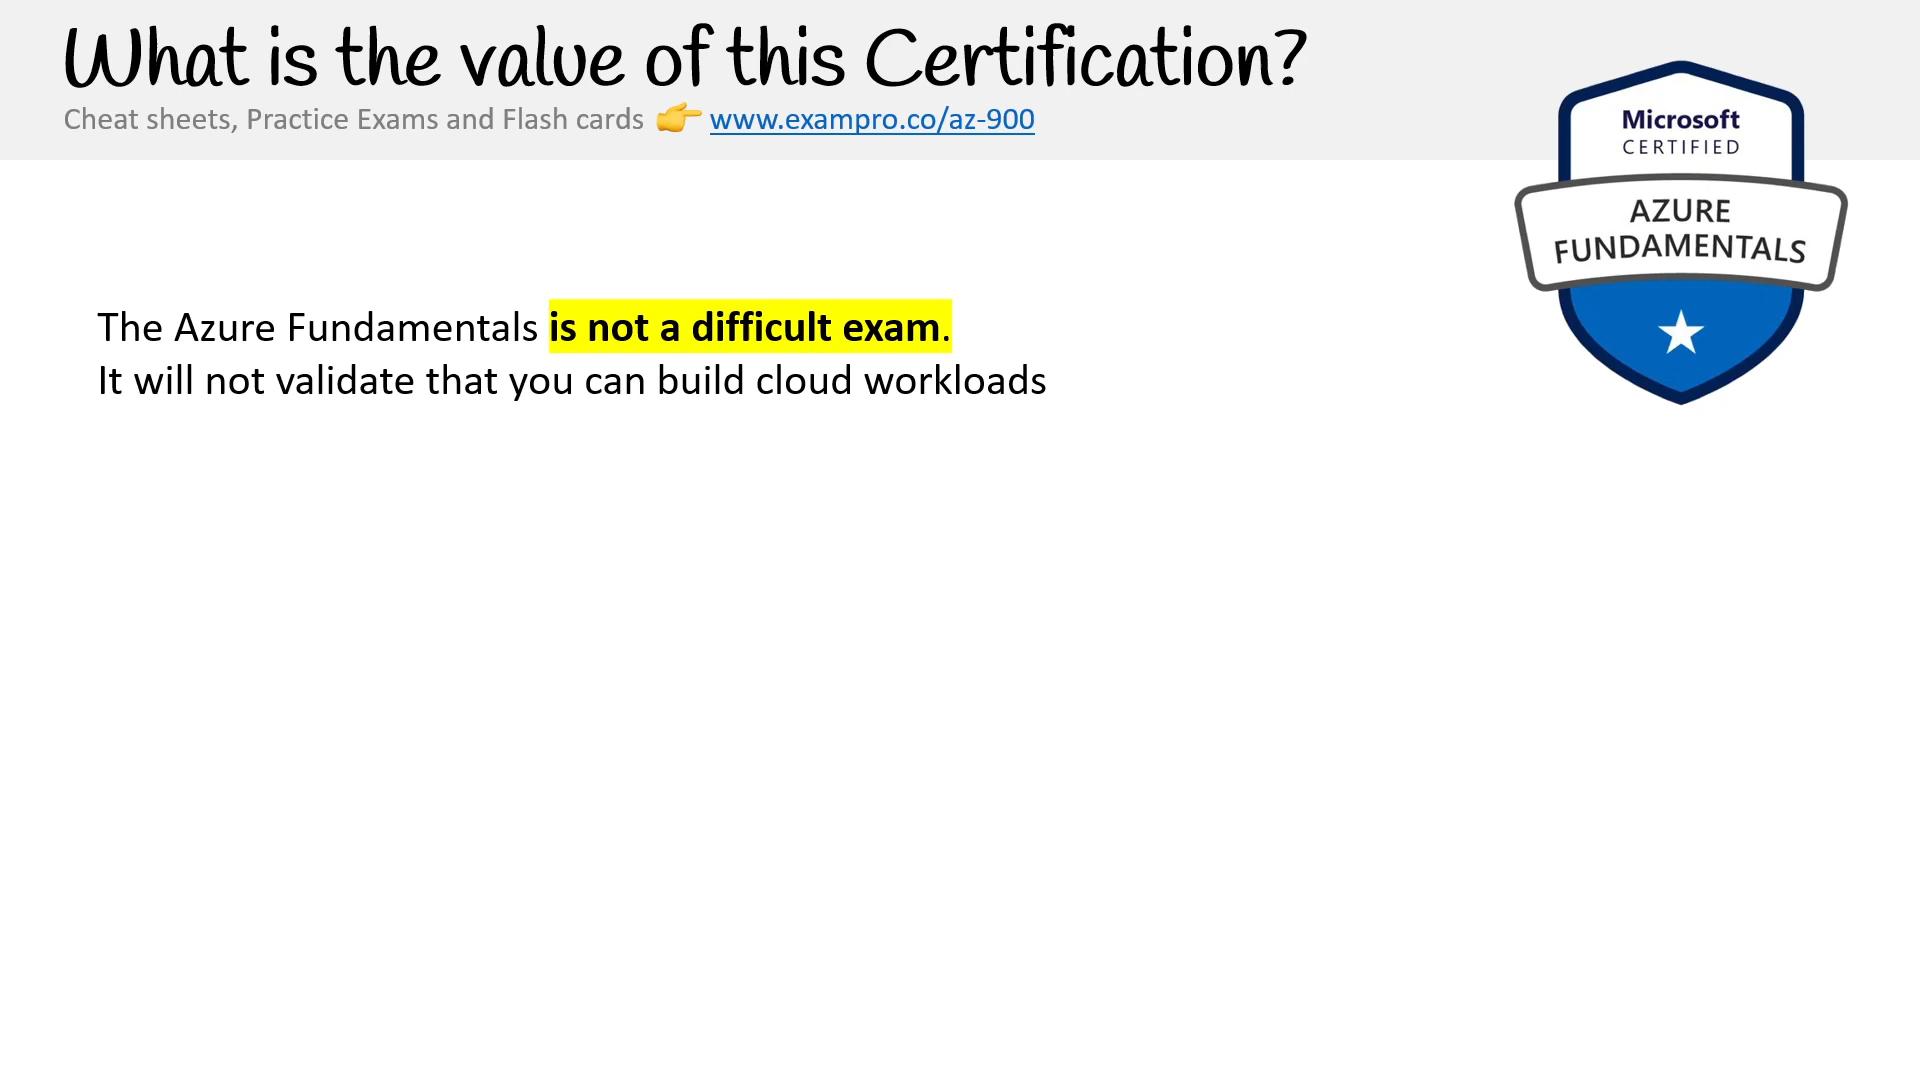 What is the value of this Certification?
Cheat sheets, Practice Exams and Flash cards 👉 www.exampro.co/az-900
Microsoft
CERTIFIED
AZURE
FUNDAMENTALS
The Azure Fundamentals is not a difficult exam.
It will not validate that you can build cloud workloads